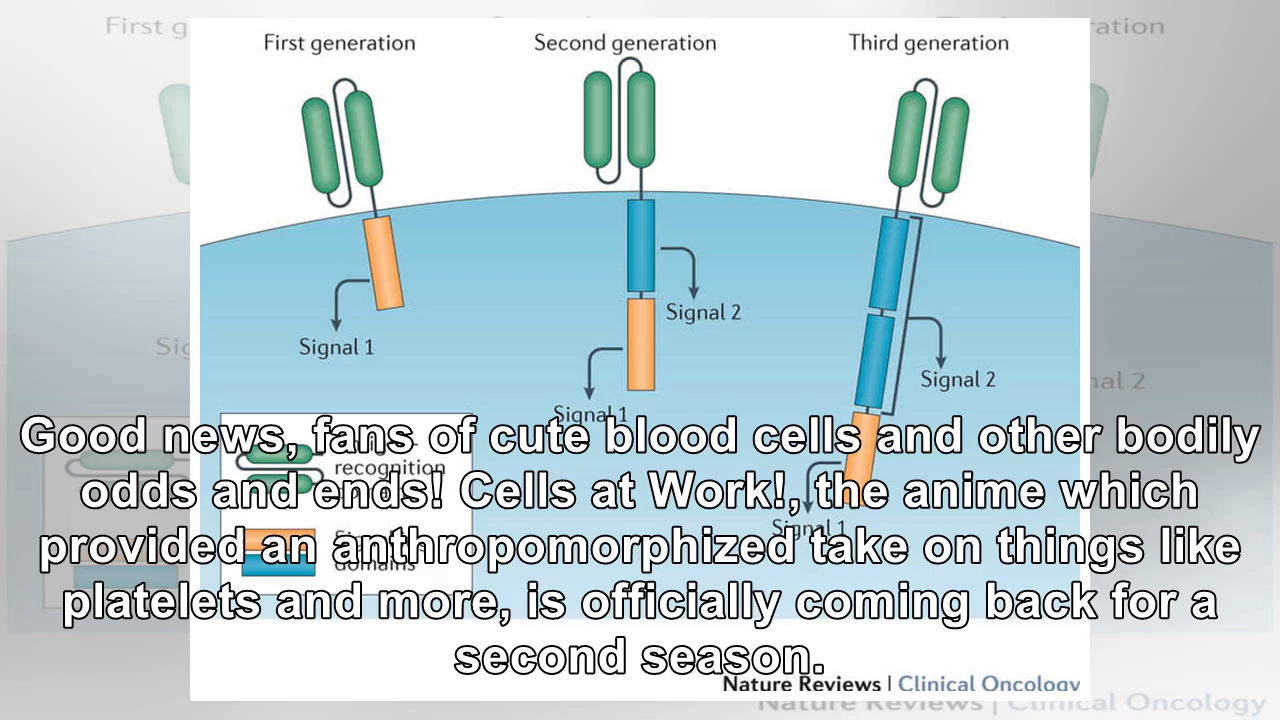 First generation
Second generation
Third generation
Signal 1
Signal 2
Signal 1
Signal 2
Signal 1
recognition
domains
Good news, fans of cute blood cells and other bodily
odds and ends! Cells at Work!, the anime which
provided an anthropomorphized take on things like
platelets and more, is officially coming back for a
second season.
Nature Reviews | Clinical Oncology